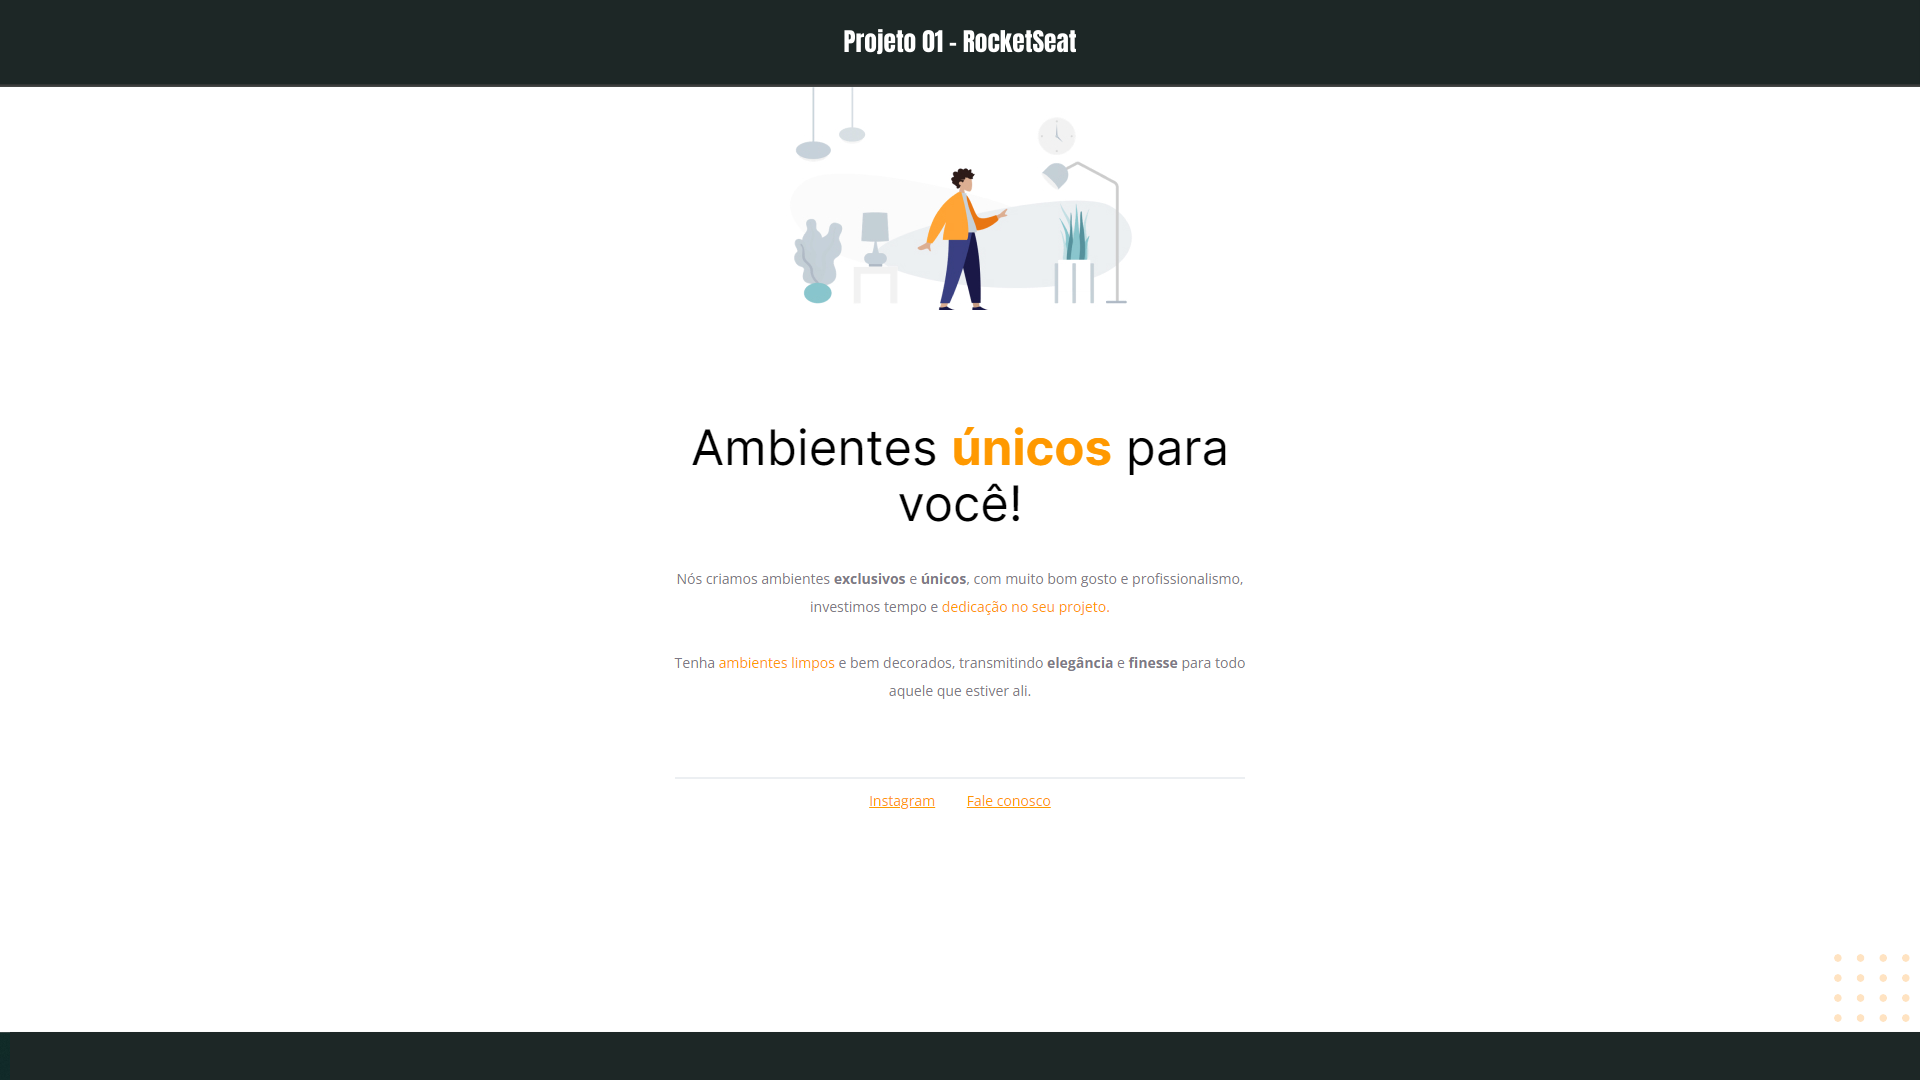 Projeto 01 - RocketSeat
Ambientes únicos para
você!
Nós criamos ambientes exclusivos e únicos, com muito bom gosto e profissionalismo,
investimos tempo e dedicação no seu projeto.
Tenha ambientes limpos e bem decorados, transmitindo elegância e finesse para todo
aquele que estiver ali.
Instagram Fale conosco